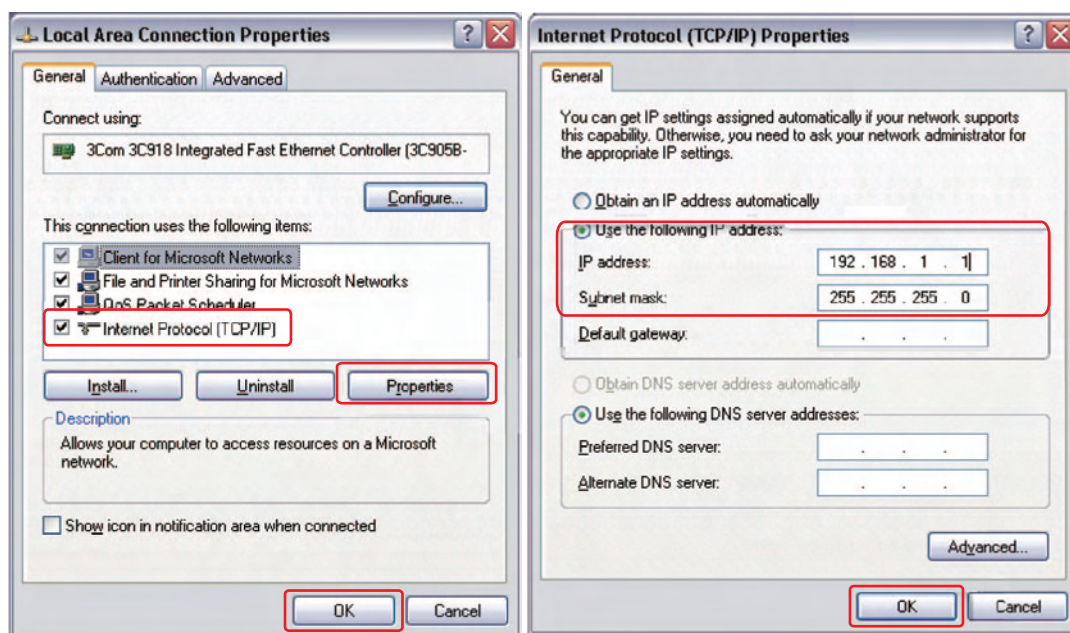 Local Area Connection Properties
General Authentication Advanced
Connect using:
3Com 3C918 Integrated Fast Ethernet Controller (3C905B-
Configure...
This connection uses the following items:
Client for Microsoft Networks
File and Printer Sharing for Microsoft Networks
QoS Packet Scheduler
Internet Protocol (TCP/IP)
Install... Uninstall Properties
Description
Allows your computer to access resources on a Microsoft
network.
Show icon in notification area when connected
OK Cancel
Internet Protocol (TCP/IP) Properties
General
You can get IP settings assigned automatically if your network supports
this capability. Otherwise, you need to ask your network administrator for
the appropriate IP settings.
Obtain an IP address automatically
Use the following IP address:
IP address: 192 . 168 . 1 . 1
Subnet mask: 255 . 255 . 255 . 0
Default gateway: . . .
Obtain DNS server address automatically
Use the following DNS server addresses:
Preferred DNS server: . . .
Alternate DNS server: . . .
Advanced...
OK Cancel